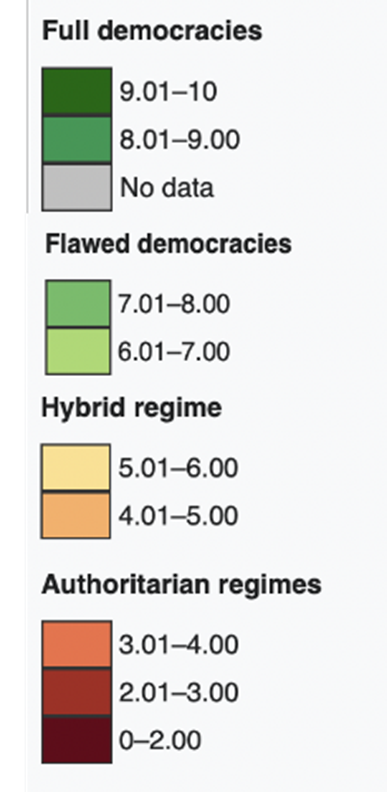 Full democracies
9.01–10
8.01–9.00
No data
Flawed democracies
7.01–8.00
6.01–7.00
Hybrid regime
5.01–6.00
4.01–5.00
Authoritarian regimes
3.01–4.00
2.01–3.00
0–2.00